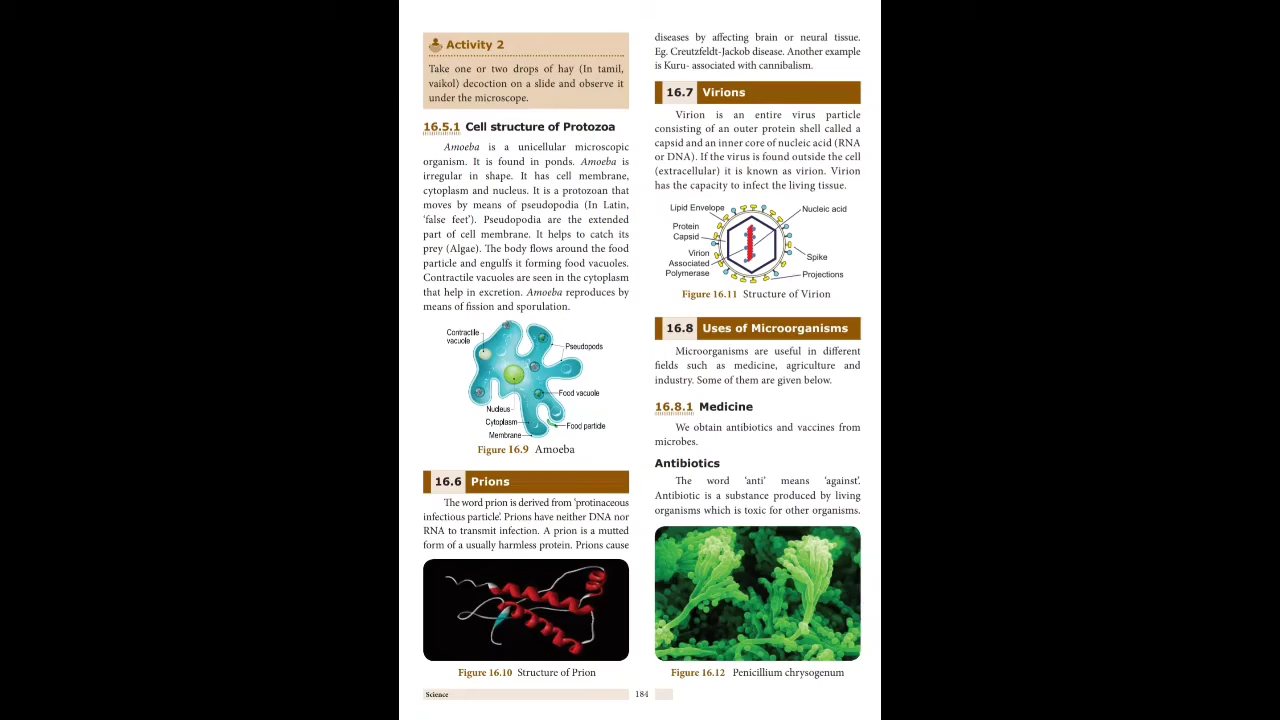 Activity 2
Take one or two drops of hay (In tamil,
vaikol) decoction on a slide and observe it
under the microscope.
16.5.1 Cell structure of Protozoa
Amoeba is a unicellular microscopic
organism. It is found in ponds. Amoeba is
irregular in shape. It has cell membrane,
cytoplasm and nucleus. It is a protozoan that
moves by means of pseudopodia (In Latin,
‘false feet’). Pseudopodia are the extended
part of cell membrane. It helps to catch its
prey (Algae). The body flows around the food
particle and engulfs it forming food vacuoles.
Contractile vacuoles are seen in the cytoplasm
that help in excretion. Amoeba reproduces by
means of fission and sporulation.
Contractile
vacuole
Pseudopods
Food vacuole
Nucleus
Cytoplasm
Food particle
Membrane
Figure 16.9 Amoeba
16.6 Prions
The word prion is derived from ‘protinaceous
infectious particle’. Prions have neither DNA nor
RNA to transmit infection. A prion is a mutted
form of a usually harmless protein. Prions cause
Figure 16.10 Structure of Prion
diseases by affecting brain or neural tissue.
Eg. Creutzfeldt-Jackob disease. Another example
is Kuru- associated with cannibalism.
16.7 Virions
Virion is an entire virus particle
consisting of an outer protein shell called a
capsid and an inner core of nucleic acid (RNA
or DNA). If the virus is found outside the cell
(extracellular) it is known as virion. Virion
has the capacity to infect the living tissue.
Lipid Envelope
Nucleic acid
Protein
Capsid
Virion
Associated
Polymerase
Spike
Projections
Figure 16.11 Structure of Virion
16.8 Uses of Microorganisms
Microorganisms are useful in different
fields such as medicine, agriculture and
industry. Some of them are given below.
16.8.1 Medicine
We obtain antibiotics and vaccines from
microbes.
Antibiotics
The word ‘anti’ means ‘against’.
Antibiotic is a substance produced by living
organisms which is toxic for other organisms.
Figure 16.12 Penicillium chrysogenum
Science
184